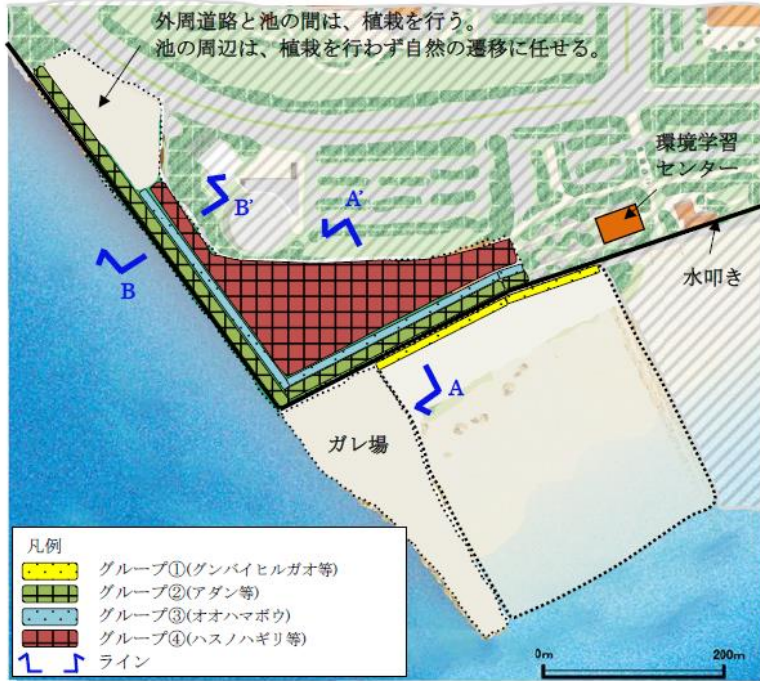 外周道路と池の間は、植栽を行う。
池の周辺は、植栽を行わず自然の遷移に任せる。
環境学習
センター
B'
A'
水叩き
B
A
ガレ場
凡例
グループ①(グンバイヒルガオ等)
グループ②(アダン等)
グループ③(オオハマボウ)
グループ④(ハスノハギリ等)
ライン
0m 200m